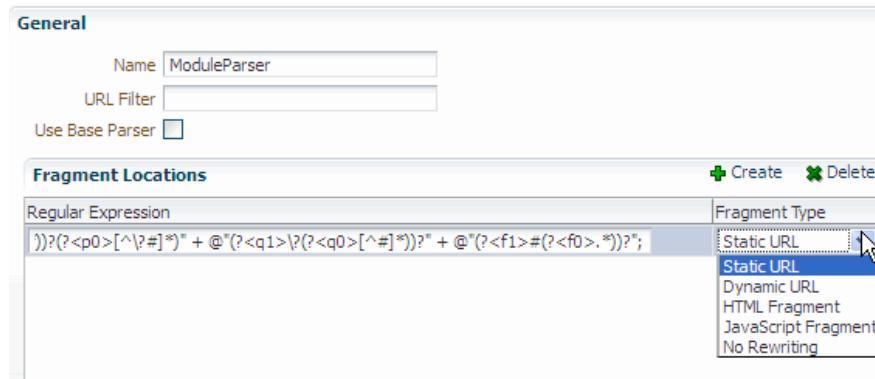 General
Name ModuleParser
URL Filter
Use Base Parser
Fragment Locations Create Delete
Regular Expression Fragment Type
))?(?<p0>[^\?#]*)" + @"(?<q1>\?(?<q0>[^#]*))?" + @"(?<f1>#(?<f0>.*))?"; Static URL
Static URL
Dynamic URL
HTML Fragment
JavaScript Fragment
No Rewriting